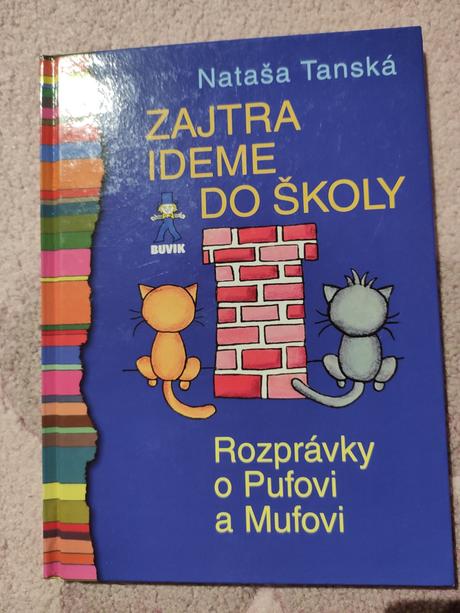 Nataša Tanská
ZAJTRA
IDEME
DO ŠKOLY
BUVIK
Rozprávky
o Pufovi
a Mufovi